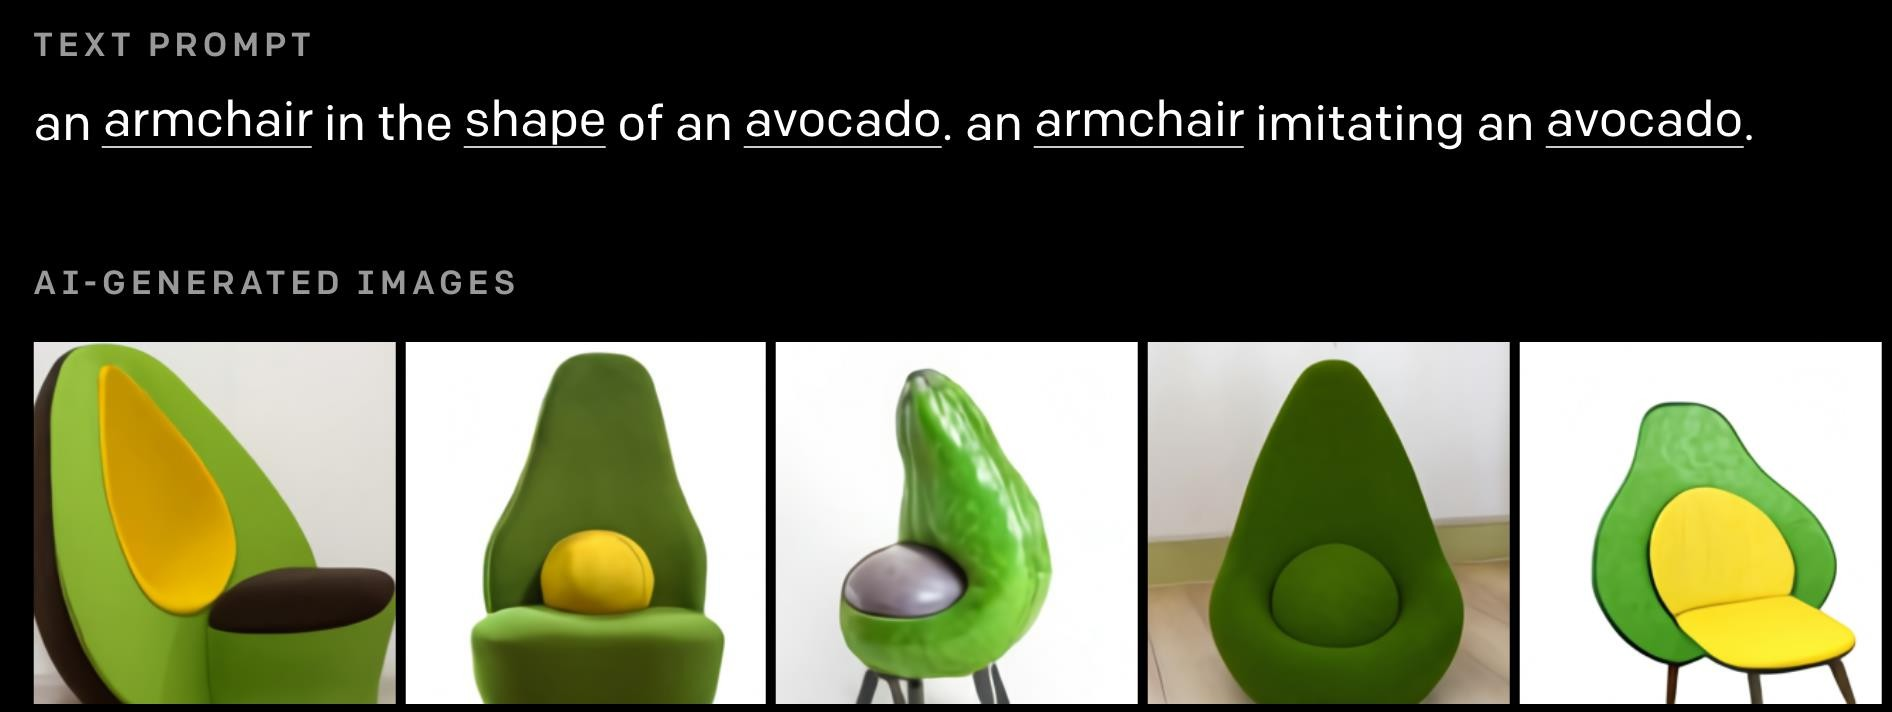 TEXT PROMPT
an armchair in the shape of an avocado. an armchair imitating an avocado.
AI-GENERATED IMAGES